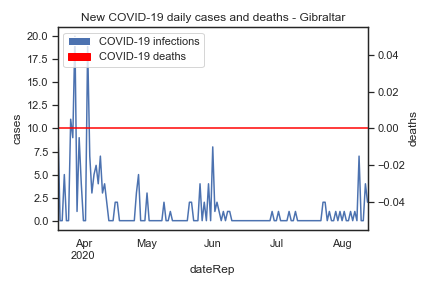 New COVID-19 daily cases and deaths - Gibraltar
COVID-19 infections
COVID-19 deaths
20.0
17.5
15.0
12.5
10.0
7.5
5.0
2.5
0.0
cases
0.04
0.02
0.00
−0.02
−0.04
deaths
Apr
2020
May
Jun
Jul
Aug
dateRep